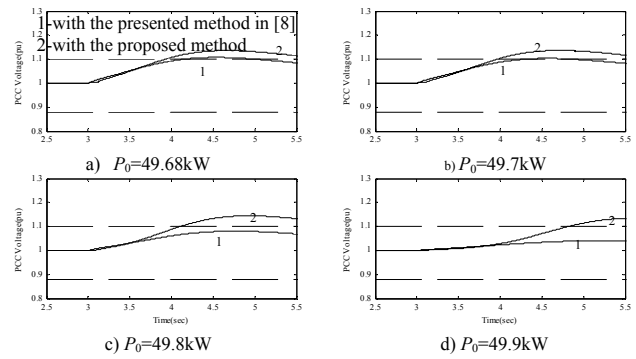 1-with the presented method in [8]
2-with the proposed method
PCC Voltage(pu)
1.3
1.2
1.1
1
0.9
0.8
2
1
2.5 3 3.5 4 4.5 5 5.5
a) P0=49.68kW
PCC Voltage(pu)
1.3
1.2
1.1
1
0.9
0.8
2
1
2.5 3 3.5 4 4.5 5 5.5
b) P0=49.7kW
PCC Voltage(pu)
1.3
1.2
1.1
1
0.9
0.8
2
1
2.5 3 3.5 4 4.5 5 5.5
Time(sec)
c) P0=49.8kW
PCC Voltage(pu)
1.3
1.2
1.1
1
0.9
0.8
2
1
2.5 3 3.5 4 4.5 5 5.5
Time(sec)
d) P0=49.9kW